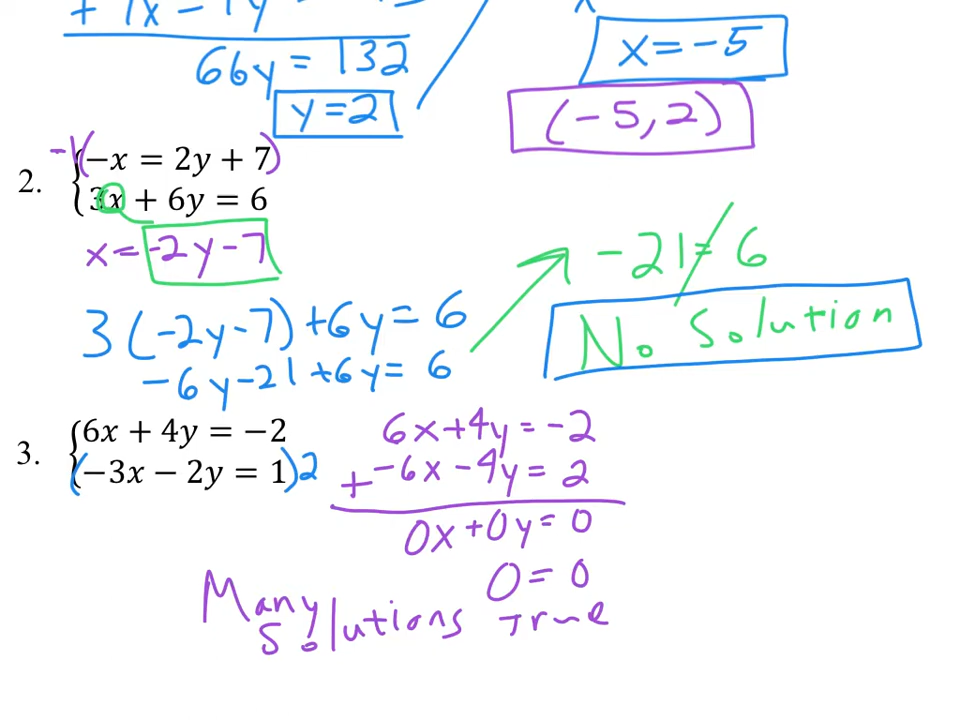 66y = 132
y = 2
x = -5
(-5, 2)
2. -1(-x = 2y + 7)
3x + 6y = 6
x = -2y - 7
3(-2y - 7) + 6y = 6
-6y - 21 + 6y = 6
-21 ≠ 6
No Solution
3. 6x + 4y = −2
(−3x − 2y = 1)2
6x + 4y = -2
+ -6x - 4y = 2
0x + 0y = 0
0 = 0
True
Many
Solutions